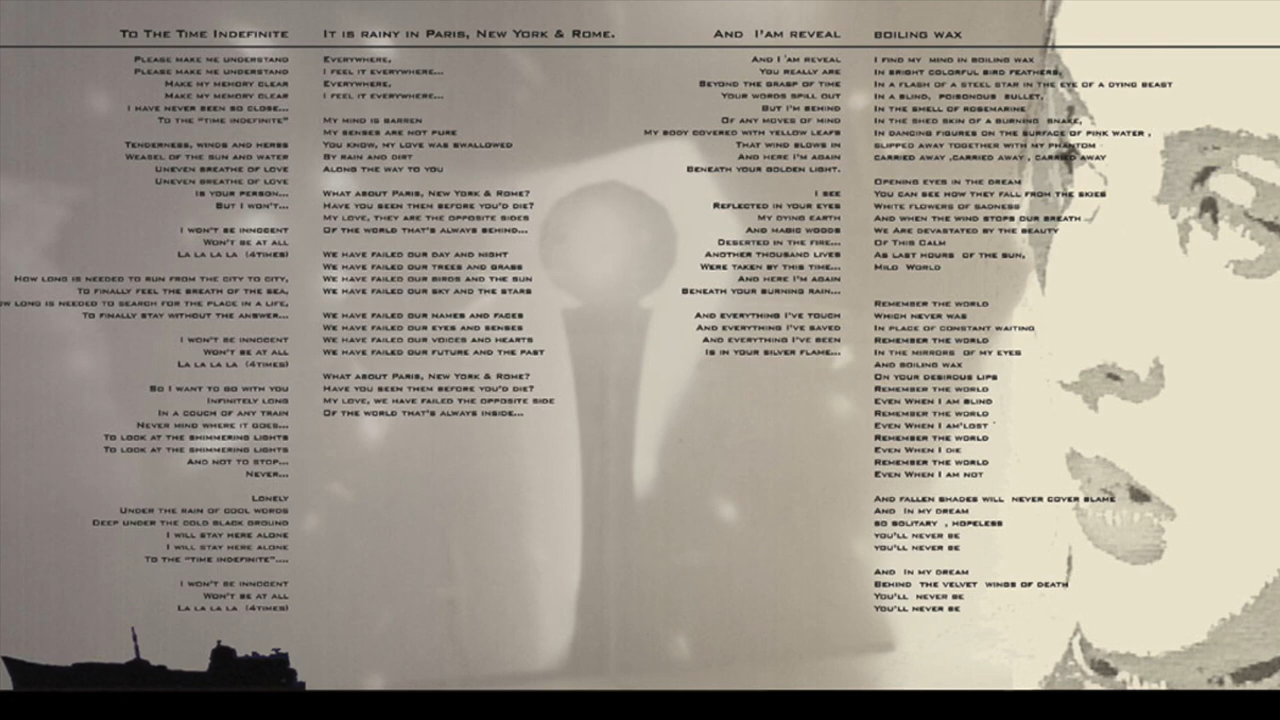 TO THE TIME INDEFINITE
PLEASE MAKE ME UNDERSTAND
PLEASE MAKE ME UNDERSTAND
MAKE MY MEMORY CLEAR
MAKE MY MEMORY CLEAR
I HAVE NEVER BEEN SO CLOSE...
TO THE "TIME INDEFINITE"
TENDERNESS, WINDS AND HERBS
WEASEL OF THE SUN AND WATER
UNEVEN BREATHE OF LOVE
UNEVEN BREATHE OF LOVE
IS YOUR PERSON...
BUT I WON'T...
I WON'T BE INNOCENT
WON'T BE AT ALL
LA LA LA LA (4TIMES)
HOW LONG IS NEEDED TO RUN FROM THE CITY TO CITY,
TO FINALLY FEEL THE BREATH OF THE SEA,
OW LONG IS NEEDED TO SEARCH FOR THE PLACE IN A LIFE,
TO FINALLY STAY WITHOUT THE ANSWER...
I WON'T BE INNOCENT
WON'T BE AT ALL
LA LA LA LA (4TIMES)
SO I WANT TO GO WITH YOU
INFINITELY LONG
IN A COUCH OF ANY TRAIN
NEVER MIND WHERE IT GOES...
TO LOOK AT THE SHIMMERING LIGHTS
TO LOOK AT THE SHIMMERING LIGHTS
AND NOT TO STOP...
NEVER...
LONELY
UNDER THE RAIN OF COOL WORDS
DEEP UNDER THE COLD BLACK GROUND
I WILL STAY HERE ALONE
I WILL STAY HERE ALONE
TO THE "TIME INDEFINITE"....
I WON'T BE INNOCENT
WON'T BE AT ALL
LA LA LA LA (4TIMES)
IT IS RAINY IN PARIS, NEW YORK & ROME.
EVERYWHERE,
I FEEL IT EVERYWHERE...
EVERYWHERE,
I FEEL IT EVERYWHERE...
MY MIND IS BARREN
MY SENSES ARE NOT PURE
YOU KNOW, MY LOVE WAS SWALLOWED
BY RAIN AND DIRT
ALONG THE WAY TO YOU
WHAT ABOUT PARIS, NEW YORK & ROME?
HAVE YOU SEEN THEM BEFORE YOU'D DIE?
MY LOVE, THEY ARE THE OPPOSITE SIDES
OF THE WORLD THAT'S ALWAYS BEHIND...
WE HAVE FAILED OUR DAY AND NIGHT
WE HAVE FAILED OUR TREES AND GRASS
WE HAVE FAILED OUR BIRDS AND THE SUN
WE HAVE FAILED OUR SKY AND THE STARS
WE HAVE FAILED OUR NAMES AND FACES
WE HAVE FAILED OUR EYES AND SENSES
WE HAVE FAILED OUR VOICES AND HEARTS
WE HAVE FAILED OUR FUTURE AND THE PAST
WHAT ABOUT PARIS, NEW YORK & ROME?
HAVE YOU SEEN THEM BEFORE YOU'D DIE?
MY LOVE, WE HAVE FAILED THE OPPOSITE SIDE
OF THE WORLD THAT'S ALWAYS INSIDE...
AND I'AM REVEAL
AND I 'AM REVEAL
YOU REALLY ARE
BEYOND THE GRASP OF TIME
YOUR WORDS SPILL OUT
BUT I'M BEHIND
OF ANY MOVES OF MIND
MY BODY COVERED WITH YELLOW LEAFS
THAT WIND BLOWS IN
AND HERE I'M AGAIN
BENEATH YOUR GOLDEN LIGHT.
I SEE
REFLECTED IN YOUR EYES
MY DYING EARTH
AND MAGIC WOODS
DESERTED IN THE FIRE...
ANOTHER THOUSAND LIVES
WERE TAKEN BY THIS TIME...
AND HERE I'M AGAIN
BENEATH YOUR BURNING RAIN...
AND EVERYTHING I'VE TOUCH
AND EVERYTHING I'VE SAVED
AND EVERYTHING I'VE BEEN
IS IN YOUR SILVER FLAME...
BOILING WAX
I FIND MY MIND IN BOILING WAX
IN BRIGHT COLORFUL BIRD FEATHERS,
IN A FLASH OF A STEEL STAR IN THE EYE OF A DYING BEAST
IN A BLIND, POISONOUS BULLET,
IN THE SHELL OF ROSEMARINE
IN THE SHED SKIN OF A BURNING SNAKE,
IN DANCING FIGURES ON THE SURFACE OF PINK WATER ,
SLIPPED AWAY TOGETHER WITH MY PHANTOM
CARRIED AWAY ,CARRIED AWAY , CARRIED AWAY
OPENING EYES IN THE DREAM
YOU CAN SEE HOW THEY FALL FROM THE SKIES
WHITE FLOWERS OF SADNESS
AND WHEN THE WIND STOPS OUR BREATH
WE ARE DEVASTATED BY THE BEAUTY
OF THIS CALM
AS LAST HOURS OF THE SUN,
MILD WORLD
REMEMBER THE WORLD
WHICH NEVER WAS
IN PLACE OF CONSTANT WAITING
REMEMBER THE WORLD
IN THE MIRRORS OF MY EYES
AND BOILING WAX
ON YOUR DESIROUS LIPS
REMEMBER THE WORLD
EVEN WHEN I AM BLIND
REMEMBER THE WORLD
EVEN WHEN I AM LOST
REMEMBER THE WORLD
EVEN WHEN I DIE
REMEMBER THE WORLD
EVEN WHEN I AM NOT
AND FALLEN SHADES WILL NEVER COVER BLAME
AND IN MY DREAM
SO SOLITARY , HOPELESS
YOU'LL NEVER BE
YOU'LL NEVER BE
AND IN MY DREAM
BEHIND THE VELVET WINGS OF DEATH
YOU'LL NEVER BE
YOU'LL NEVER BE